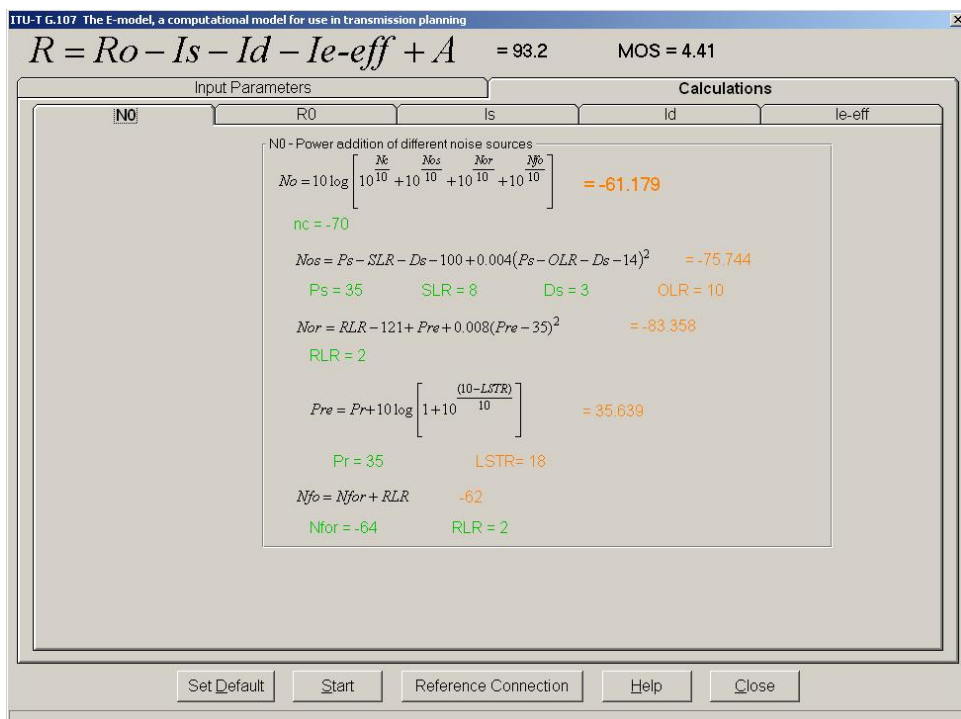 ITU-T G.107 The E-model, a computational model for use in transmission planning
R = Ro − Is − Id − Ie-eff + A = 93.2 MOS = 4.41
Input Parameters Calculations
N0 R0 Is Id Ie-eff
N0 - Power addition of different noise sources
No = 10 log [10^(Nc/10) + 10^(Nos/10) + 10^(Nor/10) + 10^(Nfo/10)] = -61.179
nc = -70
Nos = Ps − SLR − Ds − 100 + 0.004(Ps − OLR − Ds − 14)² = -75.744
Ps = 35 SLR = 8 Ds = 3 OLR = 10
Nor = RLR − 121 + Pre + 0.008(Pre − 35)² = -83.358
RLR = 2
Pre = Pr + 10 log [1 + 10^((10−LSTR)/10)] = 35.639
Pr = 35 LSTR= 18
Nfo = Nfor + RLR -62
Nfor = -64 RLR = 2
Set Default Start Reference Connection Help Close